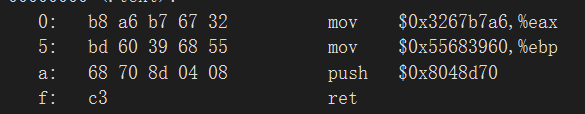 0:   b8 a6 b7 67 32          mov    $0x3267b7a6,%eax
5:   bd 60 39 68 55          mov    $0x55683960,%ebp
a:   68 70 8d 04 08          push   $0x8048d70
f:   c3                      ret